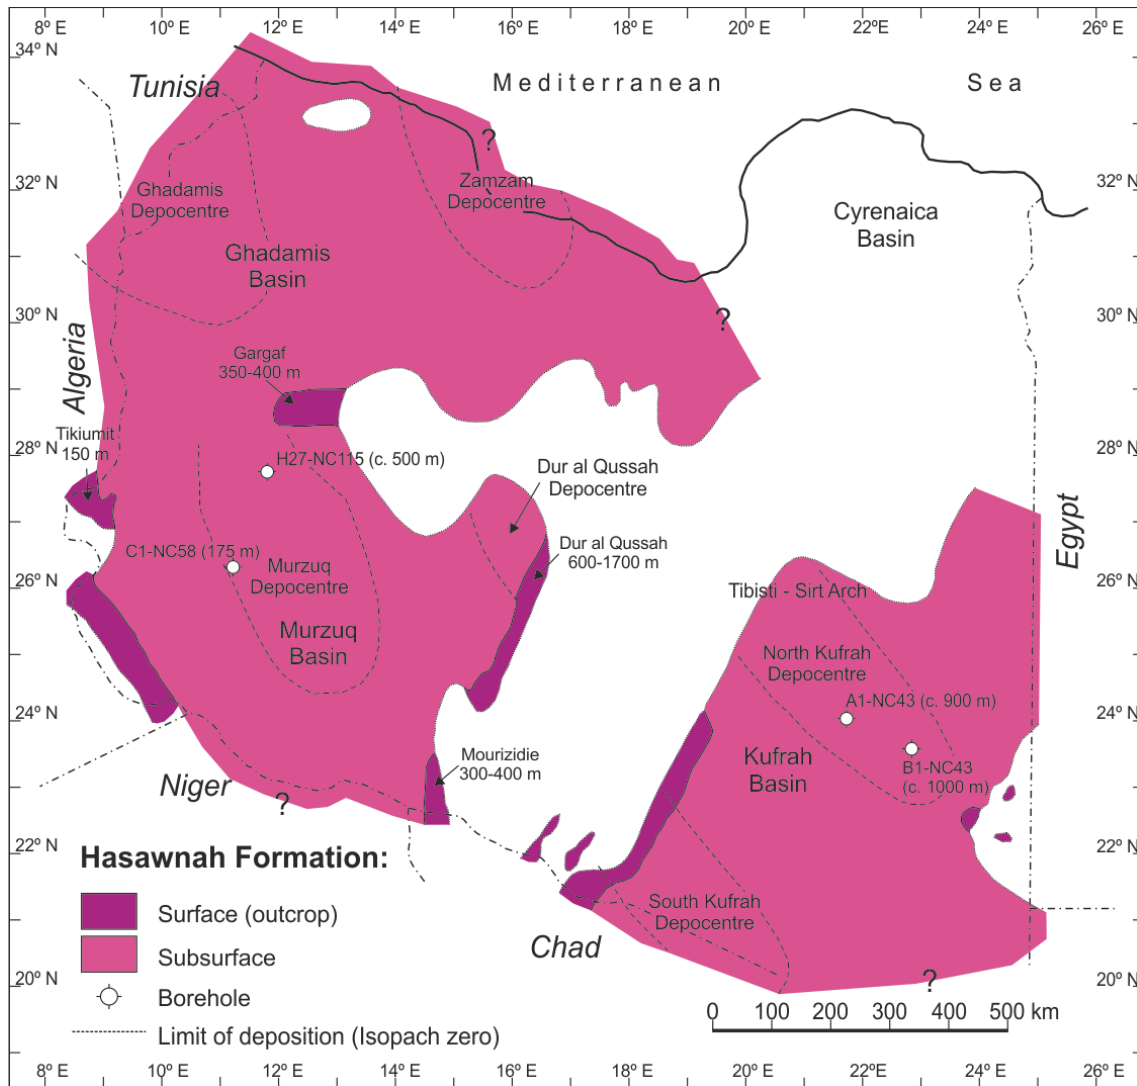 8º E 10º E 12º E 14º E 16º E 18º E 20º E 22ºE 24º E 26º E
34º N
Tunisia
Mediterranean Sea
?
32º N
32º N
Ghadamis
Depocentre
Zamzam
Depocentre
Cyrenaica
Basin
Ghadamis
Basin
30º N
30º N
?
Algeria
Gargaf
350-400 m
Tikiumit
150 m
28º N
28º N
H27-NC115 (c. 500 m)
Dur al Qussah
Depocentre
Egypt
C1-NC58 (175 m)
Dur al Qussah
600-1700 m
26º N
26º N
Murzuq
Depocentre
Tibisti - Sirt Arch
Murzuq
Basin
North Kufrah
Depocentre
24º N
24º N
A1-NC43 (c. 900 m)
Kufrah
Basin
B1-NC43
(c. 1000 m)
Mourizidie
300-400 m
Niger
?
22º N
22º N
Hasawnah Formation:
Surface (outcrop)
Subsurface
Borehole
Limit of deposition (Isopach zero)
South Kufrah
Depocentre
Chad
20º N
20º N
?
0 100 200 300 400 500 km
8º E 10º E 12º E 14º E 16º E 18º E 20º E 22º E 24º E 26º E